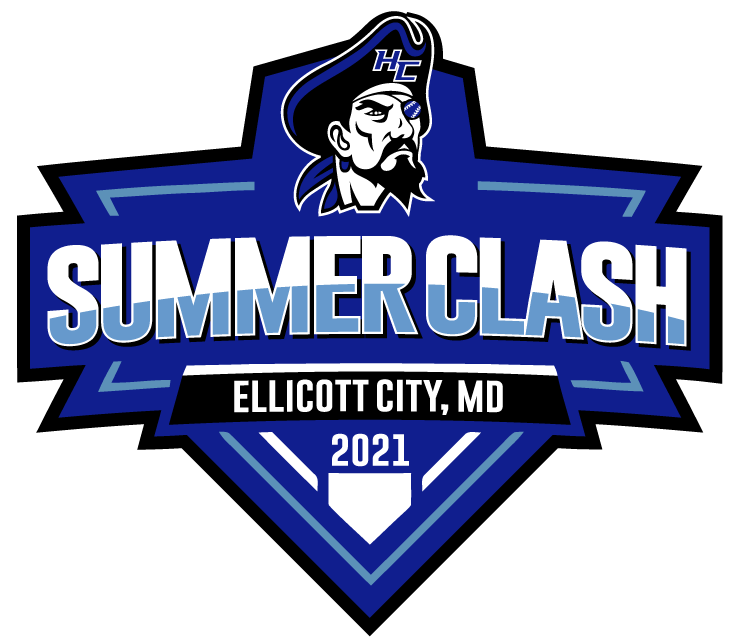 HC
SUMMER CLASH
ELLICOTT CITY, MD
2021